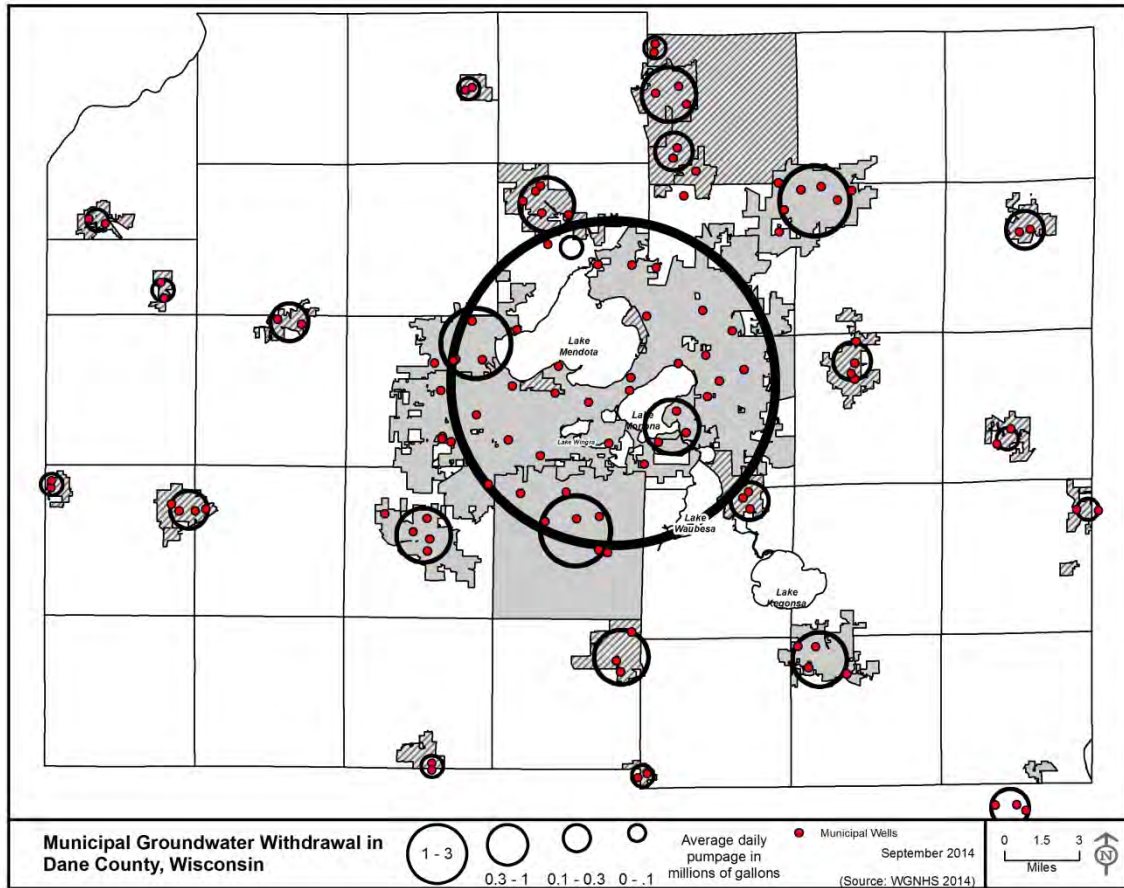 Lake
Mendota
Lake
Monona
Lake Wingra
Lake
Waubesa
Lake
Kegonsa
Municipal Groundwater Withdrawal in
Dane County, Wisconsin
1 - 3
0.3 - 1
0.1 - 0.3
0 - .1
Average daily
pumpage in
millions of gallons
Municipal Wells
September 2014
(Source: WGNHS 2014)
0 1.5 3
Miles
N